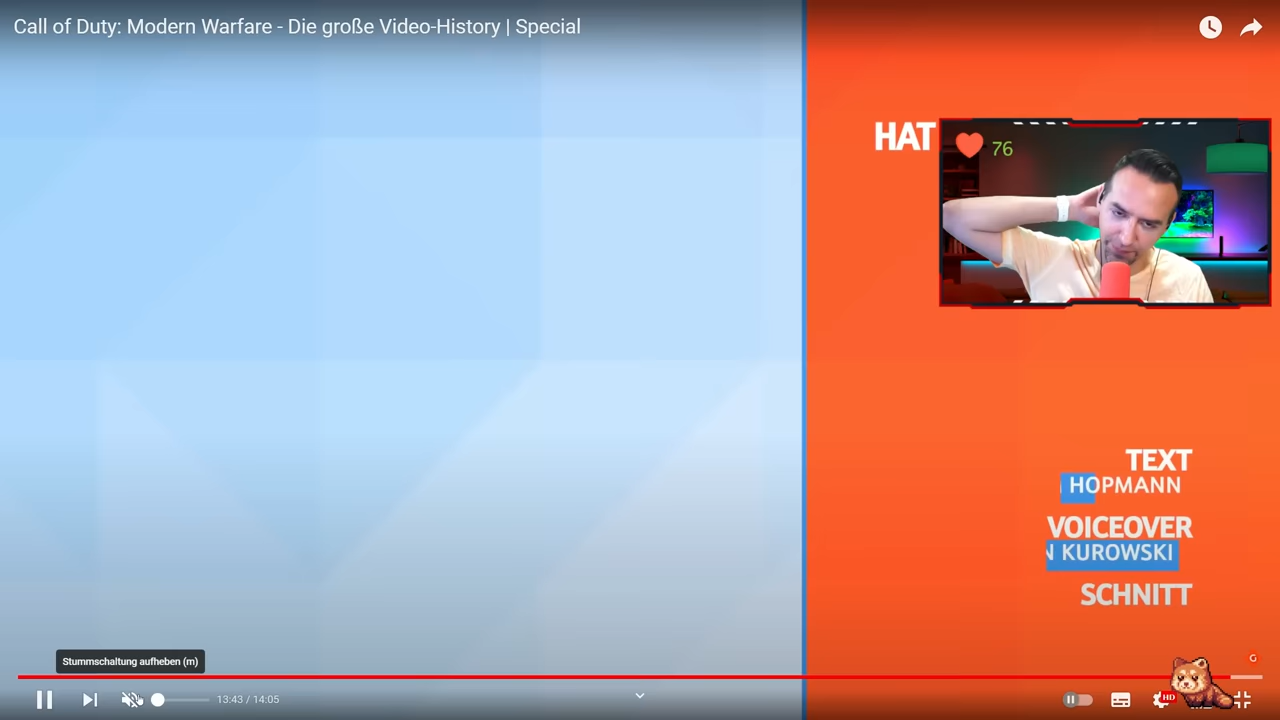 Call of Duty: Modern Warfare - Die große Video-History | Special
HAT
76
TEXT
HOPMANN
VOICEOVER
N KUROWSKI
SCHNITT
Stummschaltung aufheben (m)
13:43 / 14:05
HD